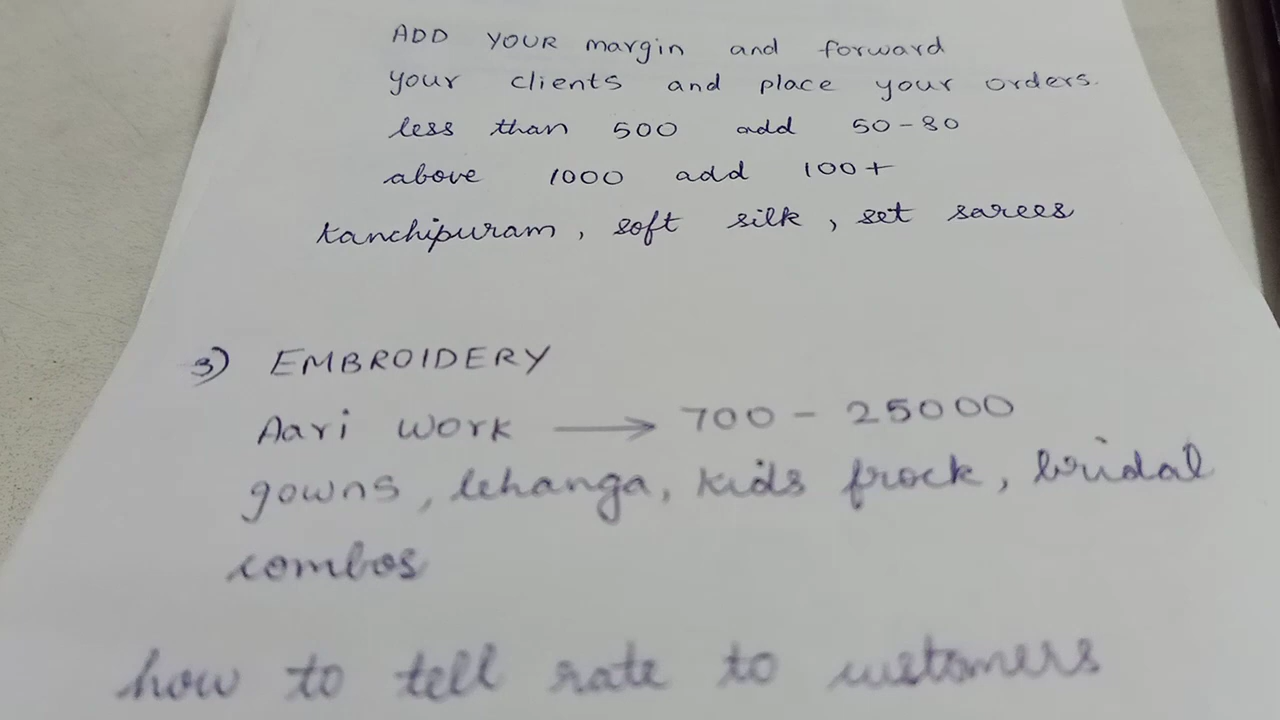 ADD YOUR margin and forward
your clients and place your orders.
less than 500 add 50-80
above 1000 add 100+
Kanchipuram, soft silk, set sarees
3) EMBROIDERY
Aari work → 700 - 25000
gowns, lehanga, kids frock, bridal
combos
how to tell rate to customers